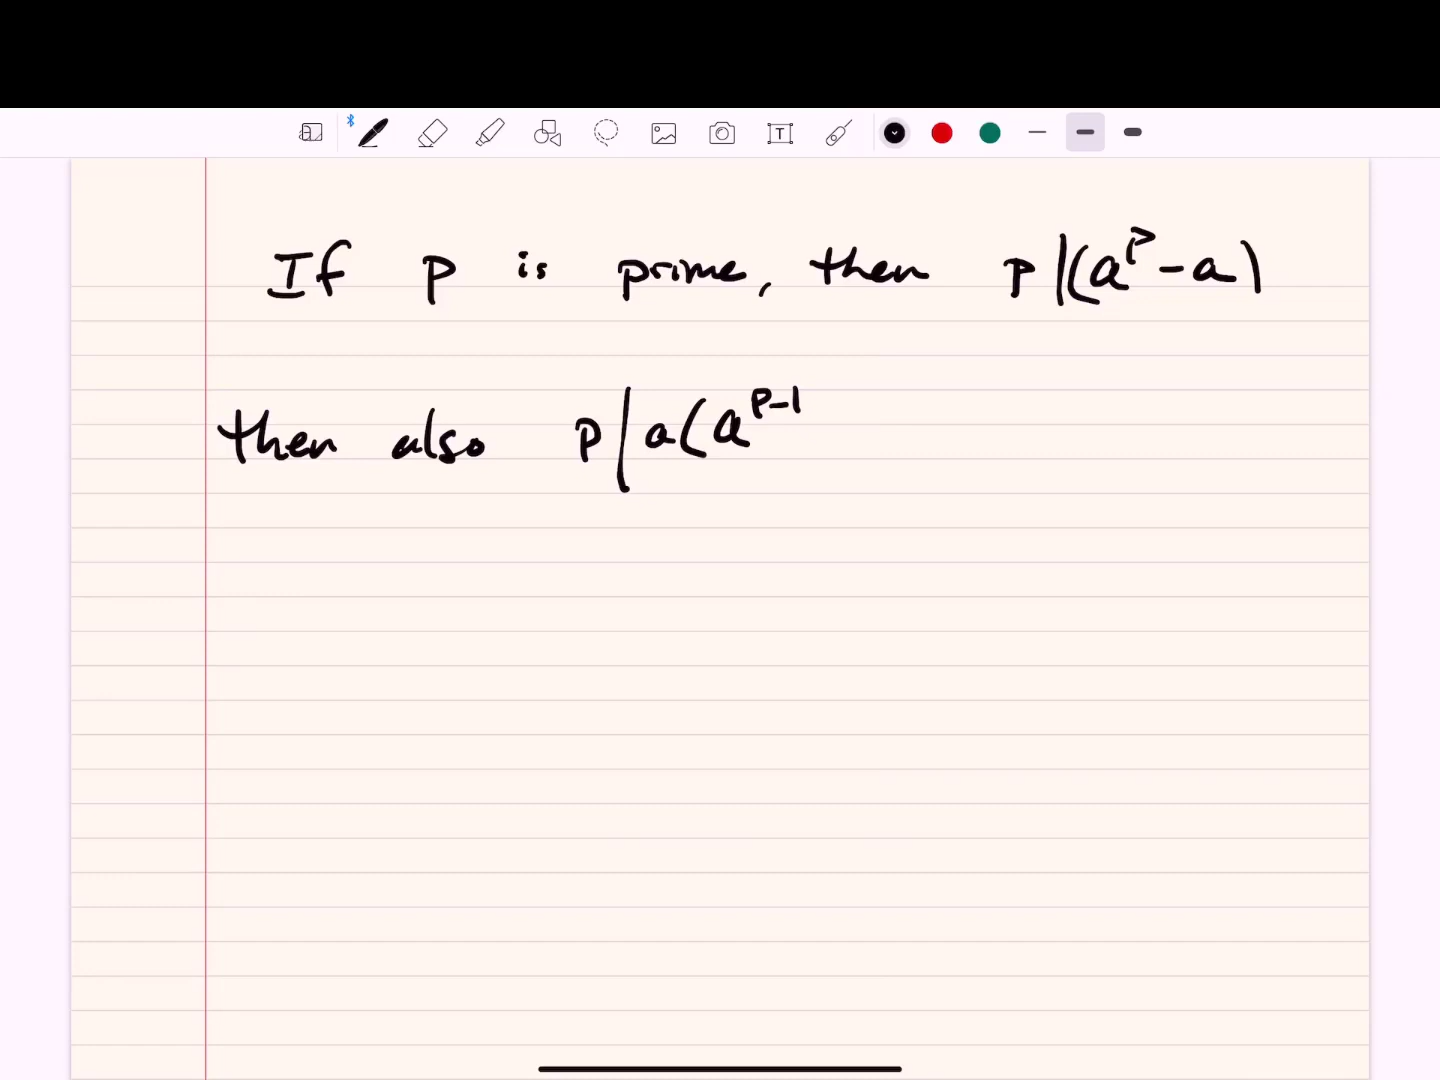 If p is prime, then p|(a^p-a)
then also p|a(a^{p-1}